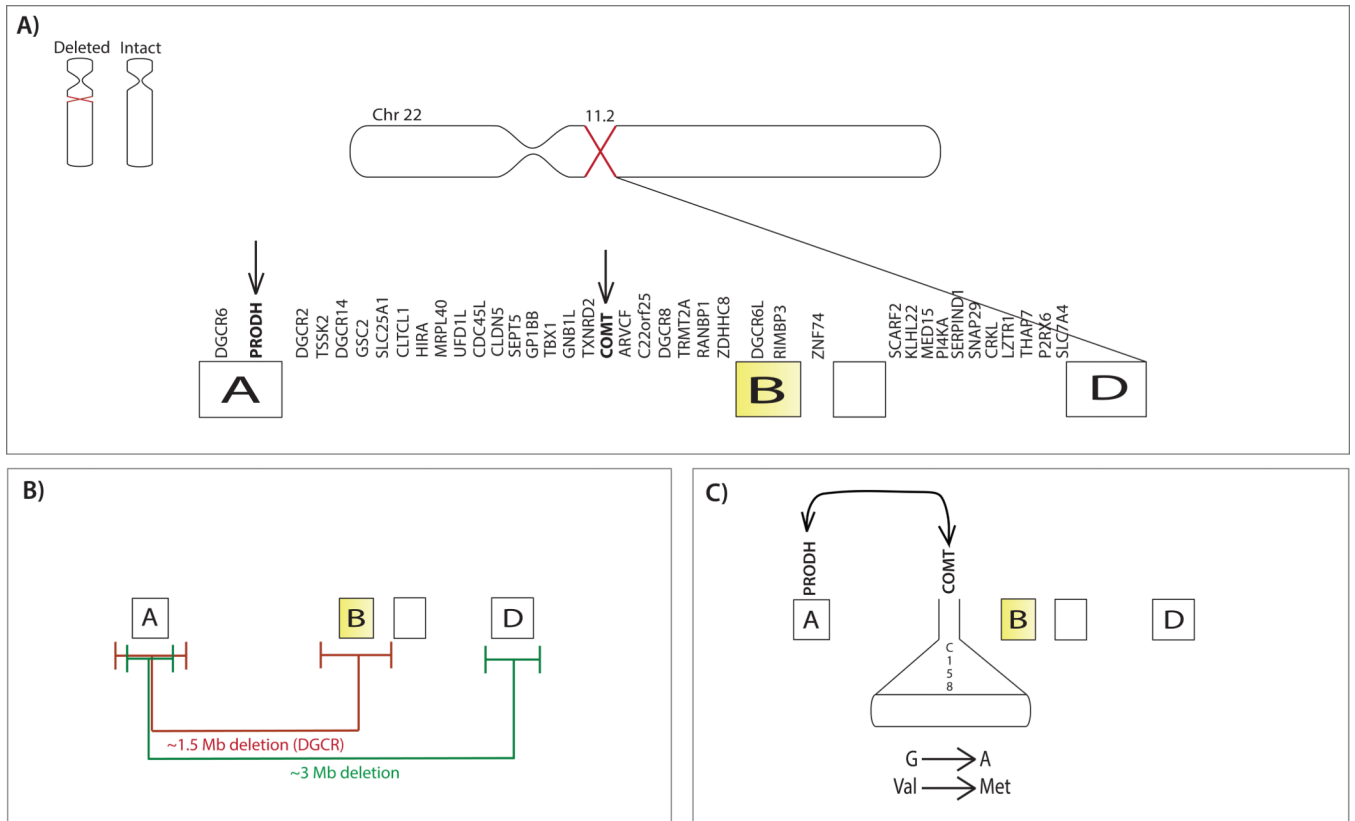 A)
Deleted Intact
Chr 22
11.2
DGCR6
PRODH
DGCR2
TSSK2
DGCR14
GSC2
SLC25A1
CLTCL1
HIRA
MRPL40
UFD1L
CDC45L
CLDN5
SEPT5
GP1BB
TBX1
GNB1L
TXNRD2
COMT
ARVCF
C22orf25
DGCR8
TRMT2A
RANBP1
ZDHHC8
DGCR6L
RIMBP3
ZNF74
SCARF2
KLHL22
MED15
PI4KA
SERPIND1
SNAP29
CRKL
LZTR1
THAP7
P2RX6
SLC7A4
A B D
B)
A B D
~1.5 Mb deletion (DGCR)
~3 Mb deletion
C)
PRODH
COMT
A B D
C
1
5
8
G A
Val Met